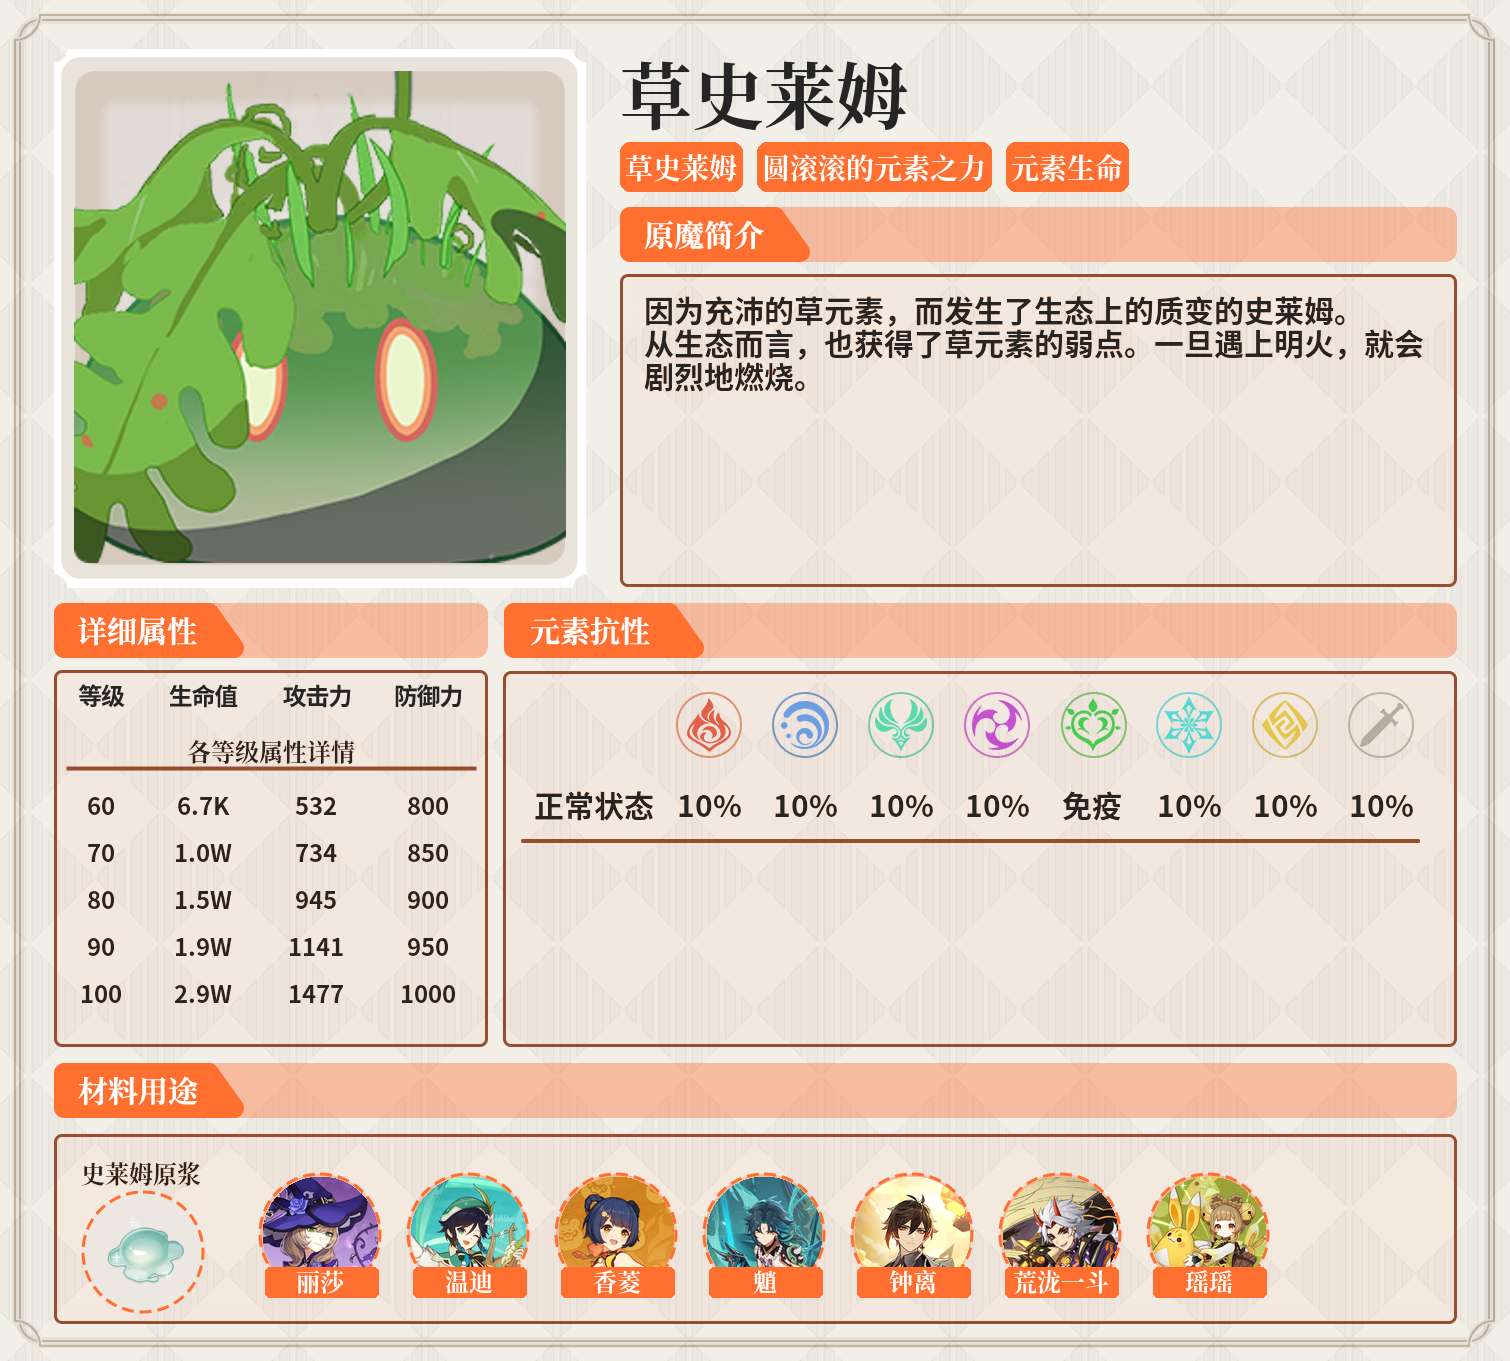 草史莱姆
草史莱姆 圆滚滚的元素之力 元素生命
原魔简介
因为充沛的草元素，而发生了生态上的质变的史莱姆。
从生态而言，也获得了草元素的弱点。一旦遇上明火，就会
剧烈地燃烧。
详细属性
等级 生命值 攻击力 防御力
各等级属性详情
60 6.7K 532 800
70 1.0W 734 850
80 1.5W 945 900
90 1.9W 1141 950
100 2.9W 1477 1000
元素抗性
正常状态 10% 10% 10% 10% 免疫 10% 10% 10%
材料用途
史莱姆原浆
丽莎 温迪 香菱 魈 钟离 荒泷一斗 瑶瑶